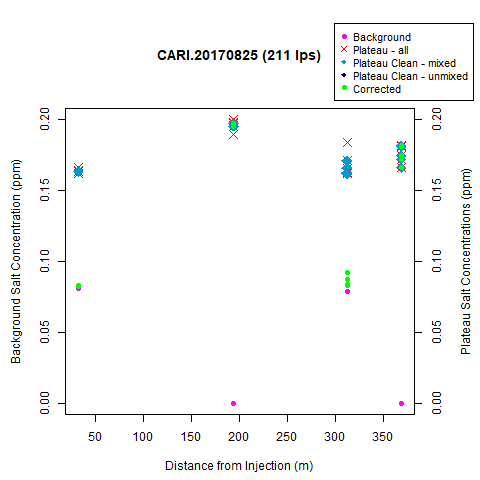 CARI.20170825 (211 lps)
Background
Plateau - all
Plateau Clean - mixed
Plateau Clean - unmixed
Corrected
Background Salt Concentration (ppm)
0.00 0.05 0.10 0.15 0.20
50 100 150 200 250 300 350
Distance from Injection (m)
0.00 0.05 0.10 0.15 0.20
Plateau Salt Concentrations (ppm)